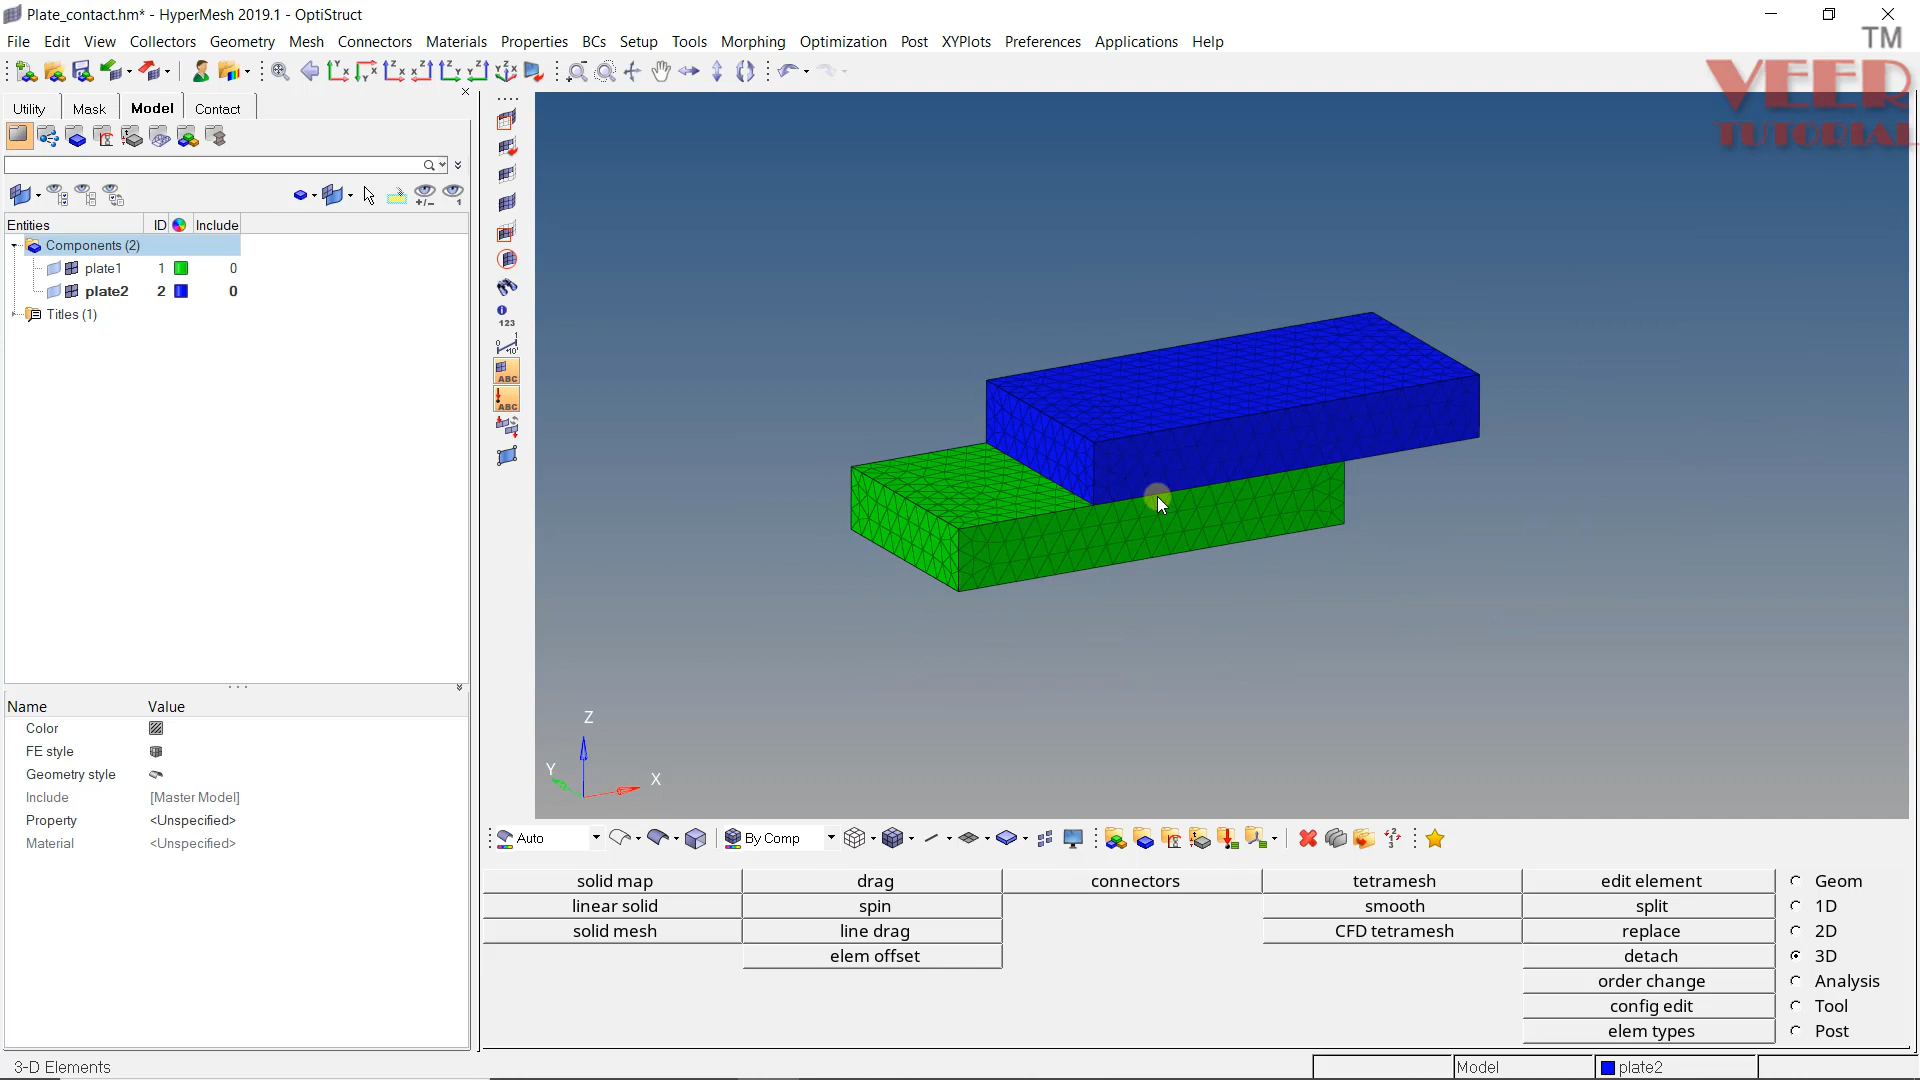 Plate_contact.hm* - HyperMesh 2019.1 - OptiStruct
TM
File Edit View Collectors Geometry Mesh Connectors Materials Properties BCs Setup Tools Morphing Optimization Post XYPlots Preferences Applications Help
VEER
TUTORIAL
Utility Mask Model Contact
Entities ID Include
Components (2)
plate1 1 0
plate2 2 0
Titles (1)
123
ABC
ABC
Name Value
Color
FE style
Geometry style
Include [Master Model]
Property <Unspecified>
Material <Unspecified>
Z
Y
X
Auto By Comp
solid map drag connectors tetramesh edit element Geom
linear solid spin smooth split 1D
solid mesh line drag CFD tetramesh replace 2D
elem offset detach 3D
order change Analysis
config edit Tool
elem types Post
3-D Elements Model plate2